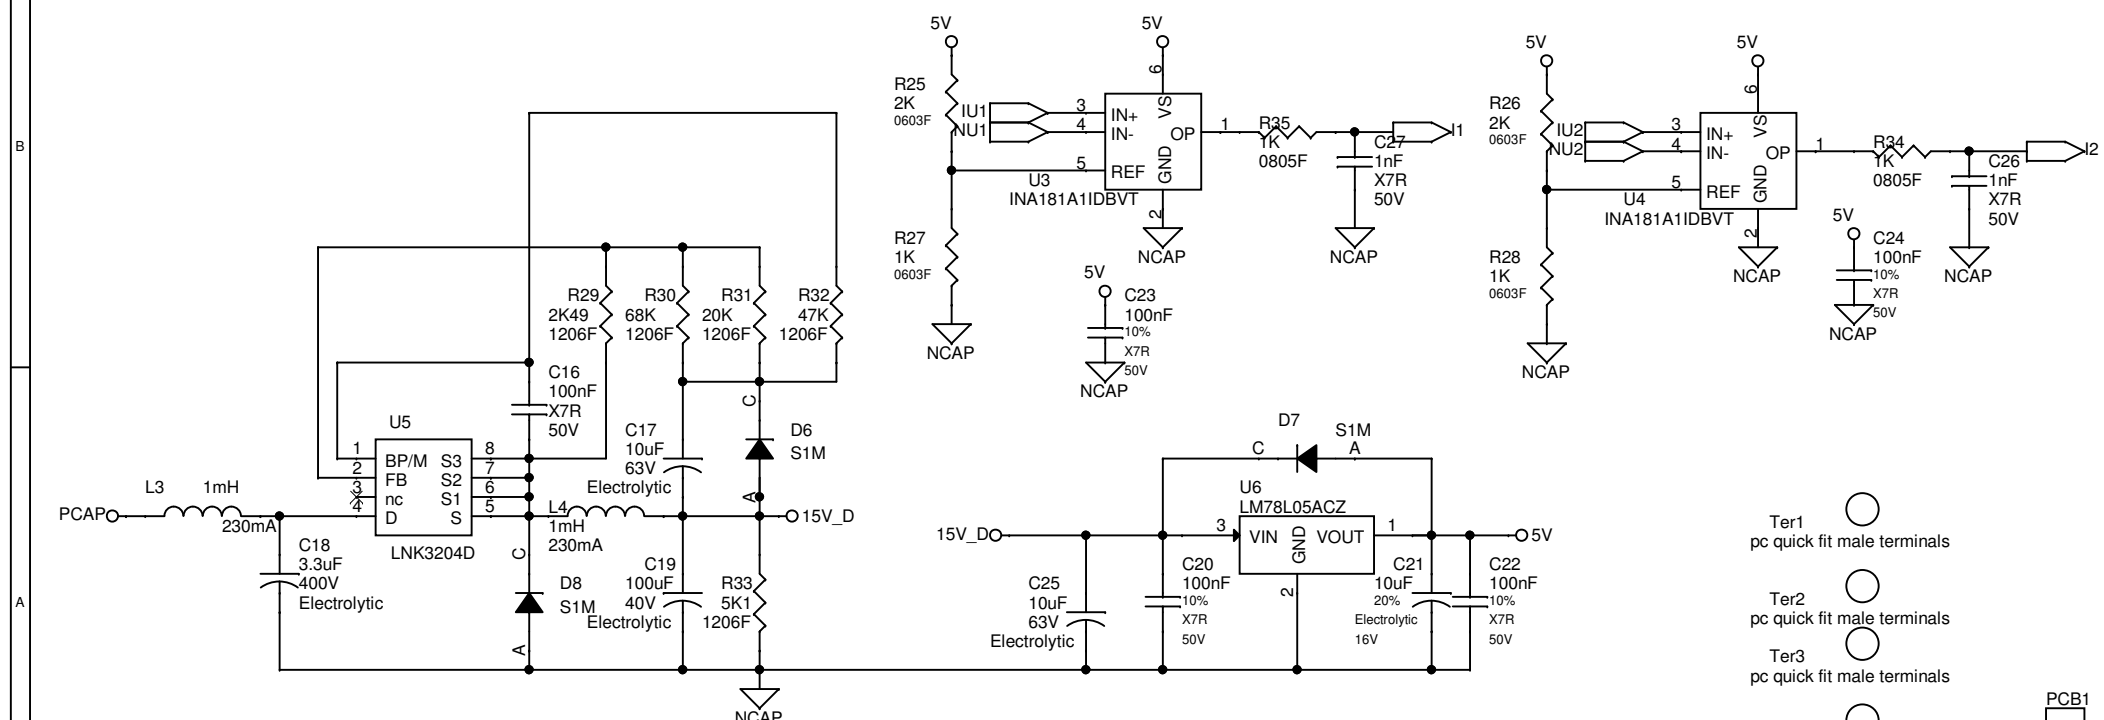 B
A
5V
R25
2K
0603F
IU1
NU1
3
4
5
6
VS
IN+
IN-
OP
REF
GND
1
2
U3
INA181A1IDBVT
NCAP
R35
1K
0805F
C27
1nF
X7R
50V
NCAP
I1
R27
1K
0603F
NCAP
5V
5V
C23
100nF
10%
X7R
50V
NCAP
5V
R26
2K
0603F
IU2
NU2
3
4
5
5V
6
VS
IN+
IN-
OP
REF
GND
1
2
U4
INA181A1IDBVT
NCAP
R34
1K
0805F
C26
1nF
X7R
50V
NCAP
I2
R28
1K
0603F
NCAP
5V
C24
100nF
10%
X7R
50V
NCAP
R29
2K49
1206F
R30
68K
1206F
R31
20K
1206F
R32
47K
1206F
C16
100nF
X7R
50V
U5
1
2
3
4
BP/M
FB
nc
D
S3
S2
S1
S
8
7
6
5
LNK3204D
L3
1mH
230mA
PCAP
C18
3.3uF
400V
Electrolytic
L4
1mH
230mA
C17
10uF
63V
Electrolytic
C
D6
S1M
A
15V_D
C
D8
S1M
A
C19
100uF
40V
Electrolytic
R33
5K1
1206F
NCAP
D7
S1M
C
A
U6
LM78L05ACZ
15V_D
3
VIN
GND
VOUT
1
2
5V
C25
10uF
63V
Electrolytic
C20
100nF
10%
X7R
50V
C21
10uF
20%
Electrolytic
16V
C22
100nF
10%
X7R
50V
Ter1
pc quick fit male terminals
Ter2
pc quick fit male terminals
Ter3
pc quick fit male terminals
PCB1